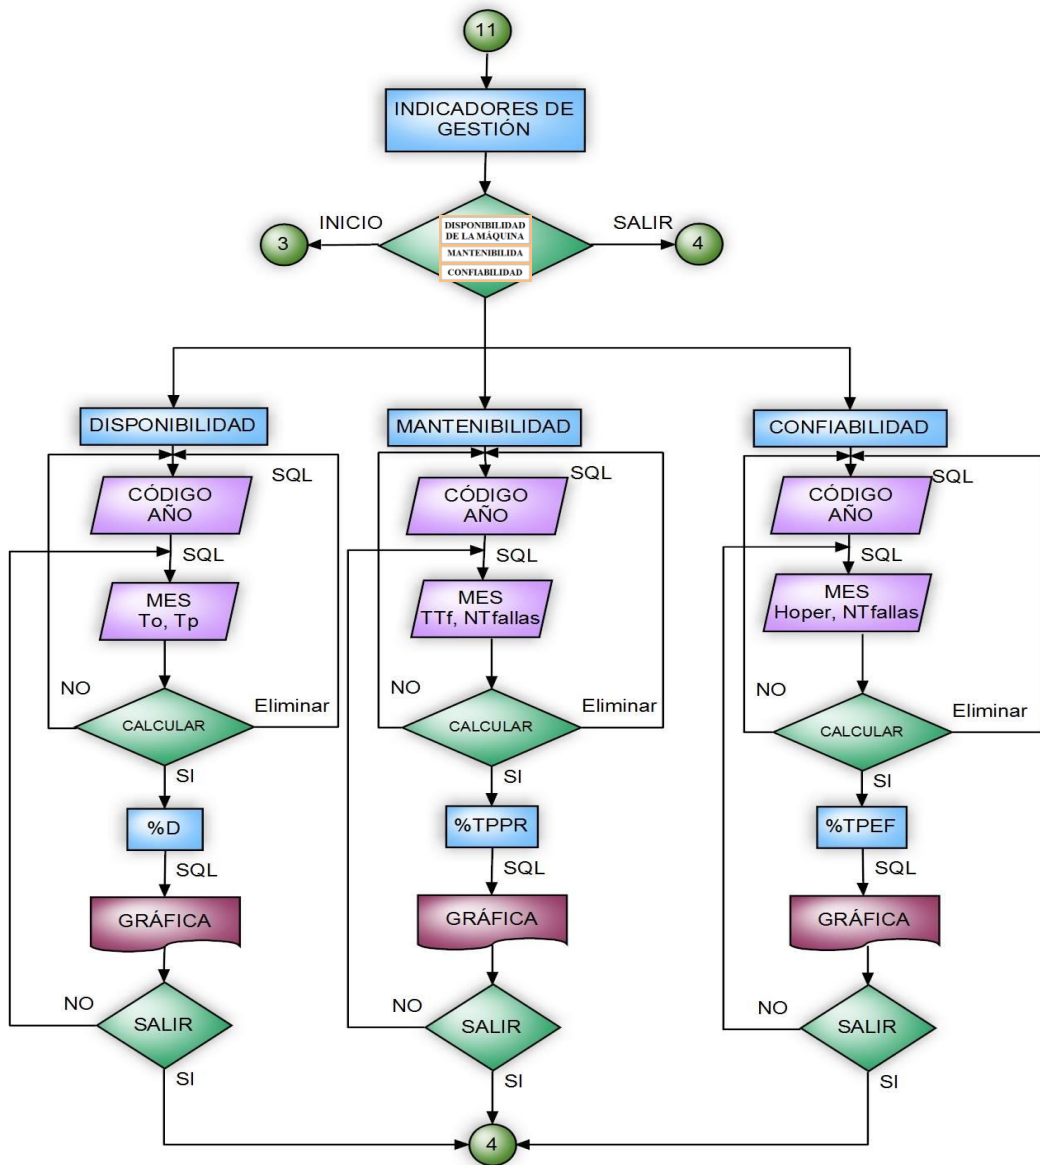 11
INDICADORES DE
GESTIÓN
INICIO
SALIR
3
DISPONIBILIDAD
DE LA MÁQUINA
MANTENIBILIDA
CONFIABILIDAD
4
DISPONIBILIDAD
SQL
CÓDIGO
AÑO
SQL
MES
To, Tp
NO
Eliminar
CALCULAR
SI
%D
SQL
GRÁFICA
NO
SALIR
SI
MANTENIBILIDAD
SQL
CÓDIGO
AÑO
SQL
MES
TTf, NTfallas
NO
Eliminar
CALCULAR
SI
%TPPR
SQL
GRÁFICA
NO
SALIR
SI
CONFIABILIDAD
SQL
CÓDIGO
AÑO
SQL
MES
Hoper, NTfallas
NO
Eliminar
CALCULAR
SI
%TPEF
SQL
GRÁFICA
NO
SALIR
SI
4